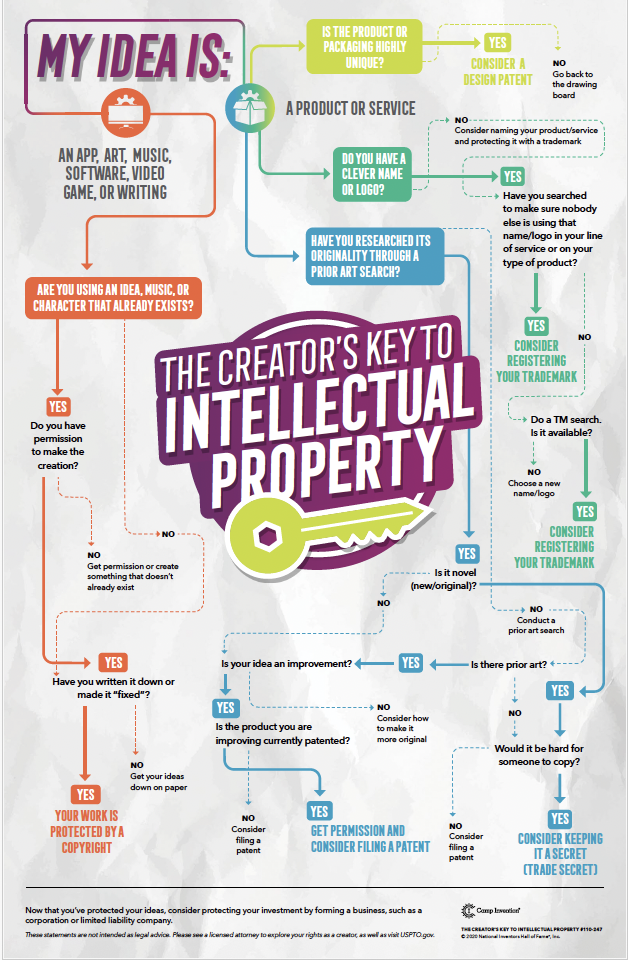 MY IDEA IS:
IS THE PRODUCT OR
PACKAGING HIGHLY
UNIQUE?
YES
CONSIDER A
DESIGN PATENT
NO
Go back to
the drawing
board
A PRODUCT OR SERVICE
AN APP, ART, MUSIC,
SOFTWARE, VIDEO
GAME, OR WRITING
NO
Consider naming your product/service
and protecting it with a trademark
DO YOU HAVE A
CLEVER NAME
OR LOGO?
YES
Have you searched
to make sure nobody
else is using that
name/logo in your line
of service or on your
type of product?
HAVE YOU RESEARCHED ITS
ORIGINALITY THROUGH A
PRIOR ART SEARCH?
ARE YOU USING AN IDEA, MUSIC, OR
CHARACTER THAT ALREADY EXISTS?
YES
CONSIDER
REGISTERING
YOUR TRADEMARK
NO
THE CREATOR'S KEY TO
INTELLECTUAL
PROPERTY
YES
Do you have
permission
to make the
creation?
Do a TM search.
Is it available?
NO
Choose a new
name/logo
YES
CONSIDER
REGISTERING
YOUR TRADEMARK
NO
NO
Get permission or create
something that doesn't
already exist
YES
Is it novel
(new/original)?
NO
NO
Conduct a
prior art search
YES
Have you written it down or
made it "fixed"?
Is your idea an improvement?
YES
Is there prior art?
YES
NO
YES
Is the product you are
improving currently patented?
NO
Consider how
to make it
more original
Would it be hard for
someone to copy?
NO
Get your ideas
down on paper
YES
YOUR WORK IS
PROTECTED BY A
COPYRIGHT
NO
Consider
filing a
patent
YES
GET PERMISSION AND
CONSIDER FILING A PATENT
NO
Consider
filing a
patent
YES
CONSIDER KEEPING
IT A SECRET
(TRADE SECRET)
Now that you've protected your ideas, consider protecting your investment by forming a business, such as a
corporation or limited liability company.
These statements are not intended as legal advice. Please see a licensed attorney to explore your rights as a creator, as well as visit USPTO.gov.
Camp Invention®
THE CREATOR'S KEY TO INTELLECTUAL PROPERTY #110-247
© 2020 National Inventors Hall of Fame®, Inc.